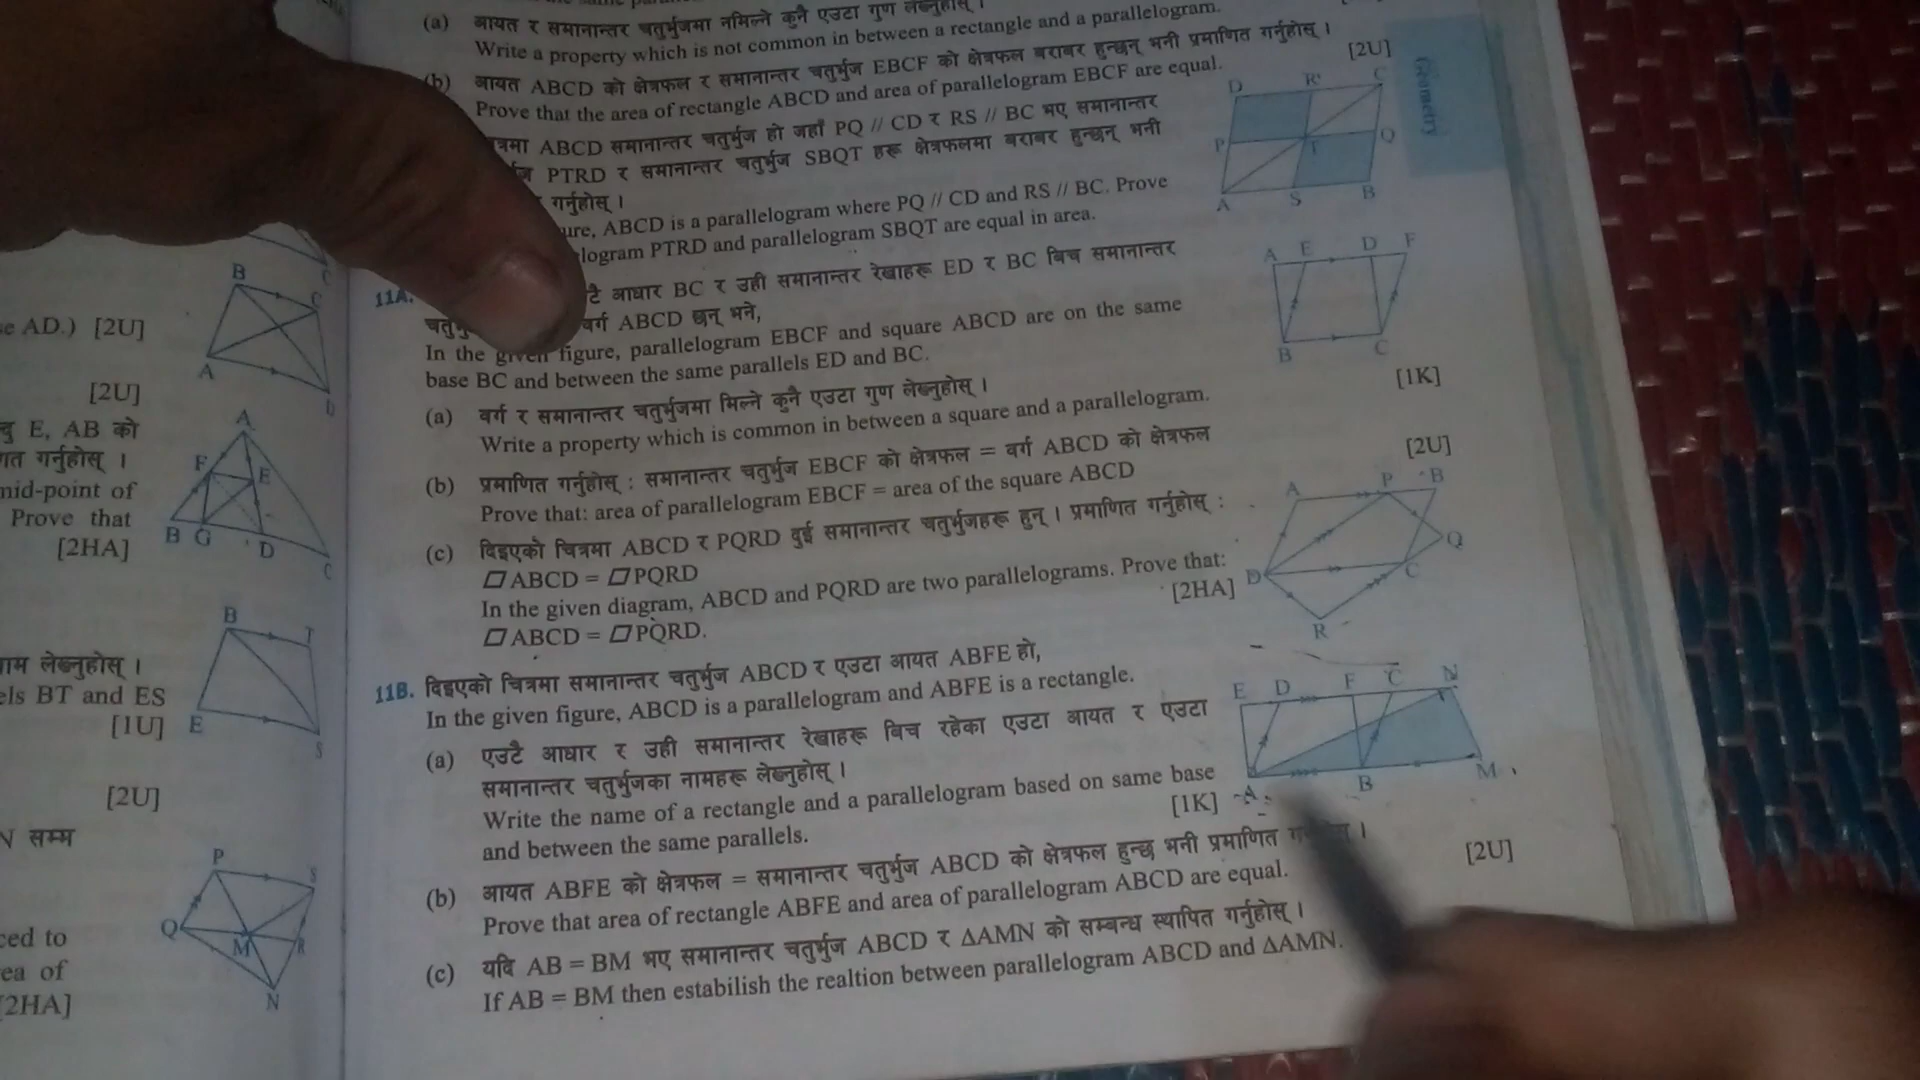 (a) आयत र समानान्तर चतुर्भुजमा नमिल्ने कुनै एउटा गुण लेख्नुहोस् ।
Write a property which is not common in between a rectangle and a parallelogram.
(b) आयत ABCD को क्षेत्रफल र समानान्तर चतुर्भुज EBCF को क्षेत्रफल बराबर हुन्छन् भनी प्रमाणित गर्नुहोस् ।
Prove that the area of rectangle ABCD and area of parallelogram EBCF are equal. [2U]
ABCD समानान्तर चतुर्भुज हो जहाँ PQ // CD र RS // BC भए समानान्तर
PTRD र समानान्तर चतुर्भुज SBQT हरू क्षेत्रफलमा बराबर हुन्छन् भनी
गर्नुहोस् ।
ure, ABCD is a parallelogram where PQ // CD and RS // BC. Prove
logram PTRD and parallelogram SBQT are equal in area.
D R C
P T Q
A S B
Geometry
11A. आधार BC र उही समानान्तर रेखाहरू ED र BC बिच समानान्तर
वर्ग ABCD छन् भने,
In the given figure, parallelogram EBCF and square ABCD are on the same
base BC and between the same parallels ED and BC.
A E D F
B C
(a) वर्ग र समानान्तर चतुर्भुजमा मिल्ने कुनै एउटा गुण लेख्नुहोस् । [1K]
Write a property which is common in between a square and a parallelogram.
(b) प्रमाणित गर्नुहोस् : समानान्तर चतुर्भुज EBCF को क्षेत्रफल = वर्ग ABCD को क्षेत्रफल [2U]
Prove that: area of parallelogram EBCF = area of the square ABCD
(c) दिइएको चित्रमा ABCD र PQRD दुई समानान्तर चतुर्भुजहरू हुन् । प्रमाणित गर्नुहोस् :
▱ ABCD = ▱ PQRD
In the given diagram, ABCD and PQRD are two parallelograms. Prove that:
▱ ABCD = ▱ PQRD. [2HA]
A P B
Q
D C
R
11B. दिइएको चित्रमा समानान्तर चतुर्भुज ABCD र एउटा आयत ABFE हो,
In the given figure, ABCD is a parallelogram and ABFE is a rectangle.
(a) एउटै आधार र उही समानान्तर रेखाहरू बिच रहेका एउटा आयत र एउटा
समानान्तर चतुर्भुजका नामहरू लेख्नुहोस् ।
Write the name of a rectangle and a parallelogram based on same base
and between the same parallels. [1K]
E D F C N
A B M
(b) आयत ABFE को क्षेत्रफल = समानान्तर चतुर्भुज ABCD को क्षेत्रफल हुन्छ भनी प्रमाणित ।
Prove that area of rectangle ABFE and area of parallelogram ABCD are equal. [2U]
(c) यदि AB = BM भए समानान्तर चतुर्भुज ABCD र ΔAMN को सम्बन्ध स्थापित गर्नुहोस् ।
If AB = BM then estabilish the realtion between parallelogram ABCD and ΔAMN.
se AD.) [2U]
[2U]
E, AB को
गर्नुहोस् ।
mid-point of
Prove that
[2HA]
लेख्नुहोस् ।
els BT and ES
[1U]
[2U]
N सम्म
ced to
ea of
[2HA]
B C
A D
A
F E
B G D C
B T
E S
P S
Q M R
N